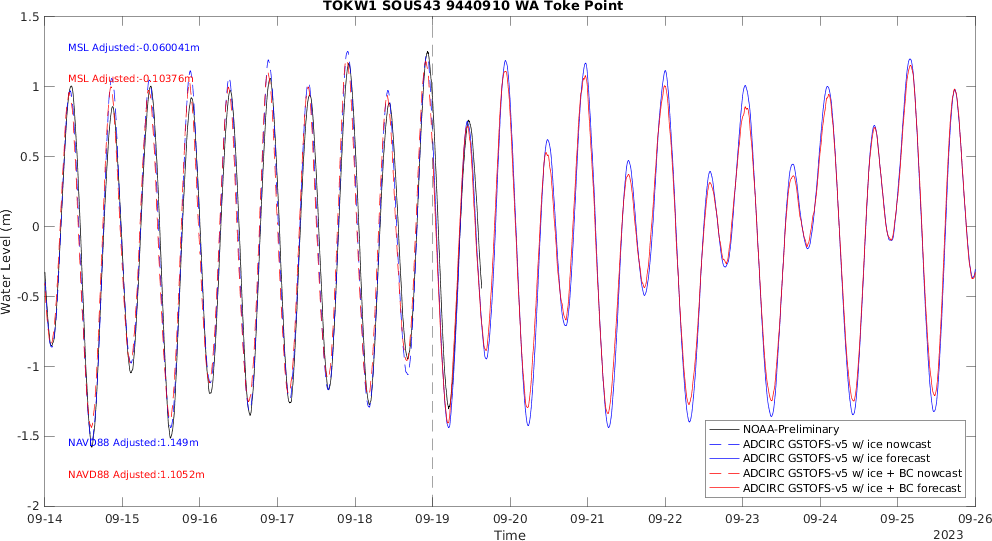 TOKW1 SOUS43 9440910 WA Toke Point
1.5
1
0.5
0
-0.5
-1
-1.5
-2
Water Level (m)
MSL Adjusted:-0.060041m
MSL Adjusted:-0.10376m
NAVD88 Adjusted:1.149m
NAVD88 Adjusted:1.1052m
NOAA-Preliminary
ADCIRC GSTOFS-v5 w/ ice nowcast
ADCIRC GSTOFS-v5 w/ ice forecast
ADCIRC GSTOFS-v5 w/ ice + BC nowcast
ADCIRC GSTOFS-v5 w/ ice + BC forecast
09-14 09-15 09-16 09-17 09-18 09-19 09-20 09-21 09-22 09-23 09-24 09-25 09-26
Time
2023